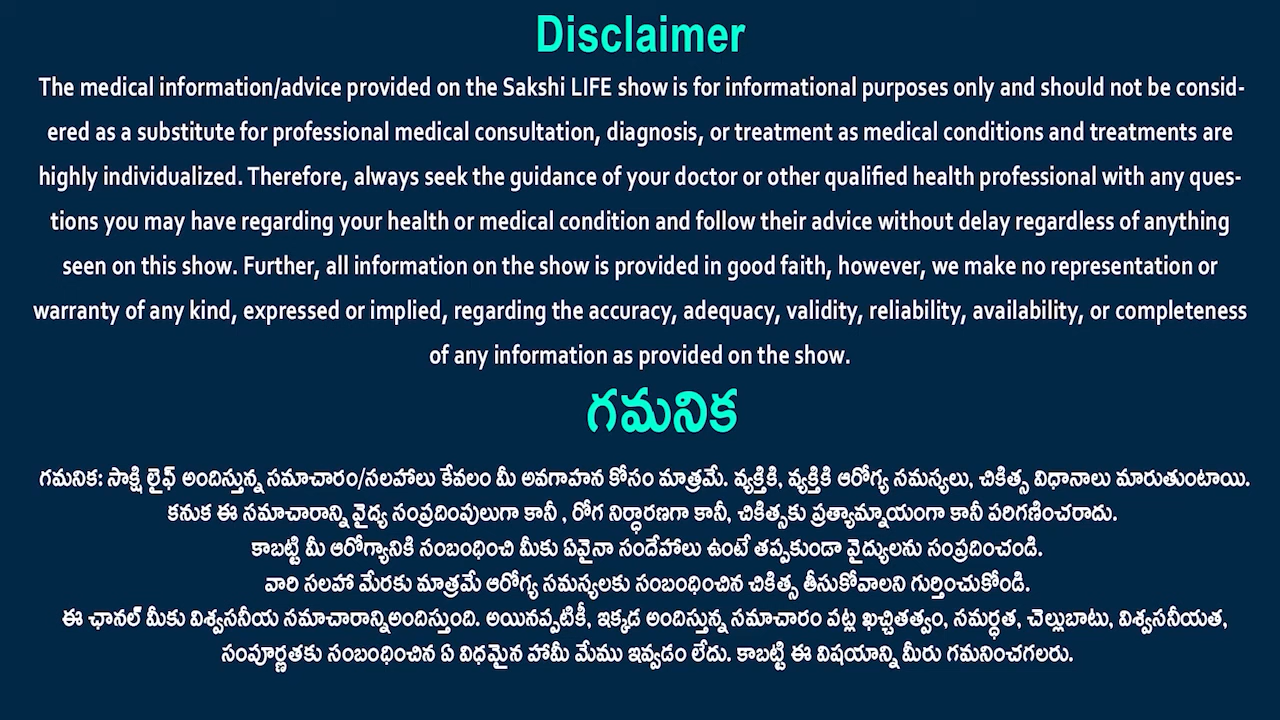 Disclaimer
The medical information/advice provided on the Sakshi LIFE show is for informational purposes only and should not be consid-
ered as a substitute for professional medical consultation, diagnosis, or treatment as medical conditions and treatments are
highly individualized. Therefore, always seek the guidance of your doctor or other qualified health professional with any ques-
tions you may have regarding your health or medical condition and follow their advice without delay regardless of anything
seen on this show. Further, all information on the show is provided in good faith, however, we make no representation or
warranty of any kind, expressed or implied, regarding the accuracy, adequacy, validity, reliability, availability, or completeness
of any information as provided on the show.
గమనిక
గమనిక: సాక్షి లైఫ్ అందిస్తున్న సమాచారం/సలహాలు కేవలం మీ అవగాహన కోసం మాత్రమే. వ్యక్తికి, వ్యక్తికి ఆరోగ్య సమస్యలు, చికిత్స విధానాలు మారుతుంటాయి.
కనుక ఈ సమాచారాన్ని వైద్య సంప్రదింపులుగా కానీ , రోగ నిర్ధారణగా కానీ, చికిత్సకు ప్రత్యామ్నాయంగా కానీ పరిగణించరాదు.
కాబట్టి మీ ఆరోగ్యానికి సంబంధించి మీకు ఏవైనా సందేహాలు ఉంటే తప్పకుండా వైద్యులను సంప్రదించండి.
వారి సలహా మేరకు మాత్రమే ఆరోగ్య సమస్యలకు సంబంధించిన చికిత్స తీసుకోవాలని గుర్తించుకోండి.
ఈ ఛానల్ మీకు విశ్వసనీయ సమాచారాన్నిఅందిస్తుంది. అయినప్పటికీ, ఇక్కడ అందిస్తున్న సమాచారం పట్ల ఖచ్చితత్వం, సమర్ధత, చెల్లుబాటు, విశ్వసనీయత,
సంపూర్ణతకు సంబంధించిన ఏ విధమైన హామీ మేము ఇవ్వడం లేదు. కాబట్టి ఈ విషయాన్ని మీరు గమనించగలరు.